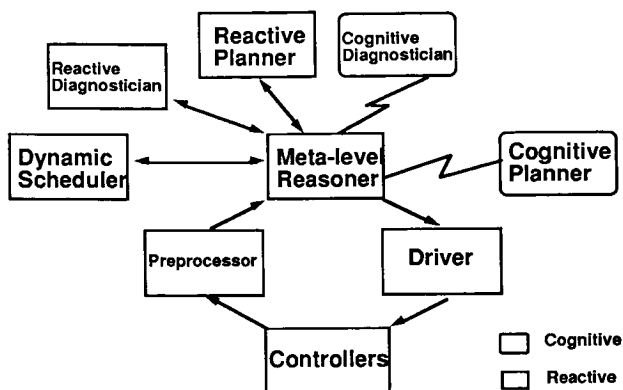 Reactive
Planner
Cognitive
Diagnostician
Reactive
Diagnostician
Dynamic
Scheduler
Meta-level
Reasoner
Cognitive
Planner
Preprocessor
Driver
Controllers
Cognitive
Reactive